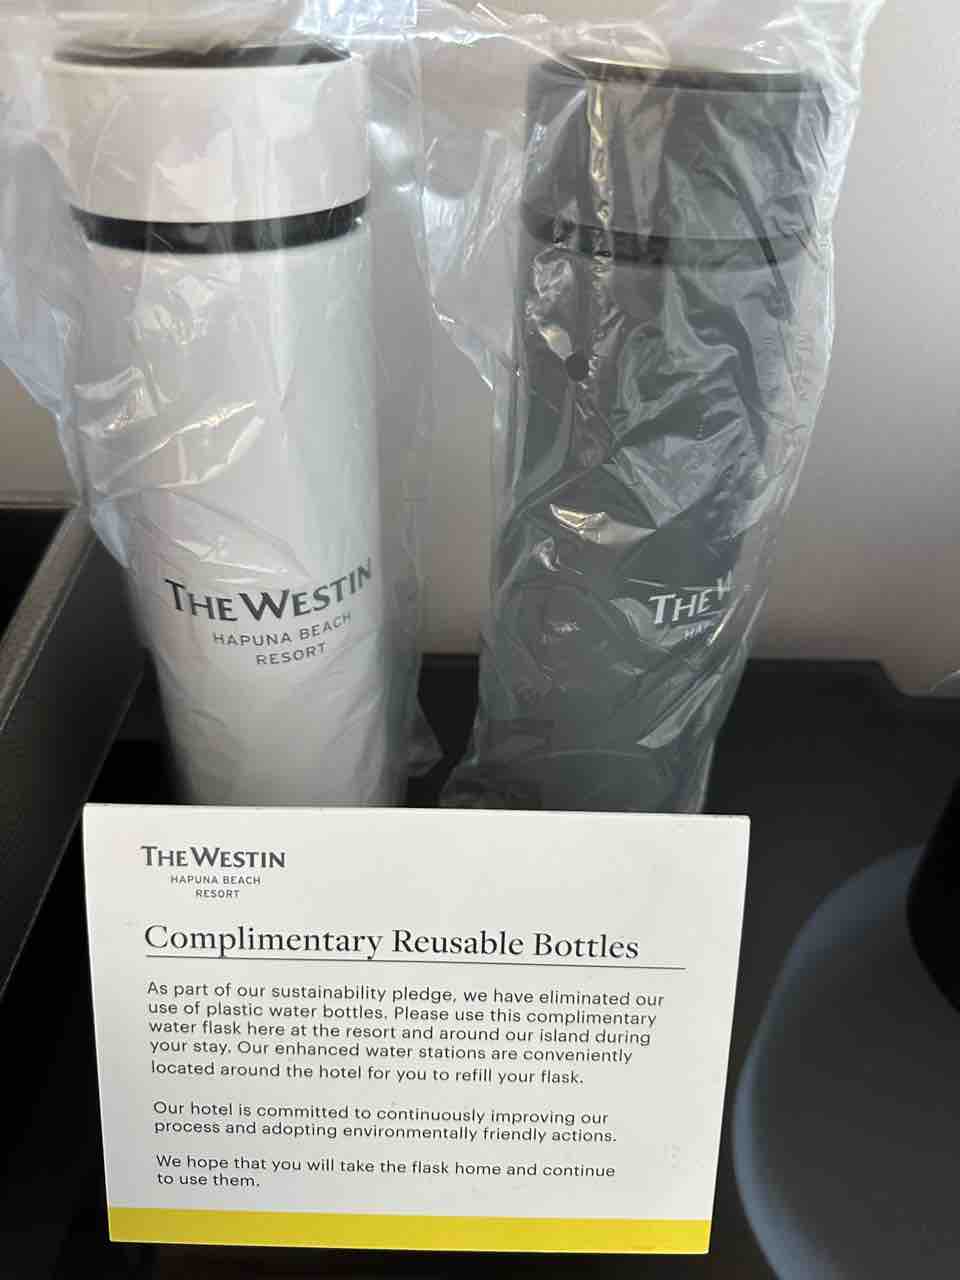 THE WESTIN
HAPUNA BEACH
RESORT
THE
THE WESTIN
HAPUNA BEACH
RESORT
Complimentary Reusable Bottles
As part of our sustainability pledge, we have eliminated our
use of plastic water bottles. Please use this complimentary
water flask here at the resort and around our island during
your stay. Our enhanced water stations are conveniently
located around the hotel for you to refill your flask.
Our hotel is committed to continuously improving our
process and adopting environmentally friendly actions.
We hope that you will take the flask home and continue
to use them.